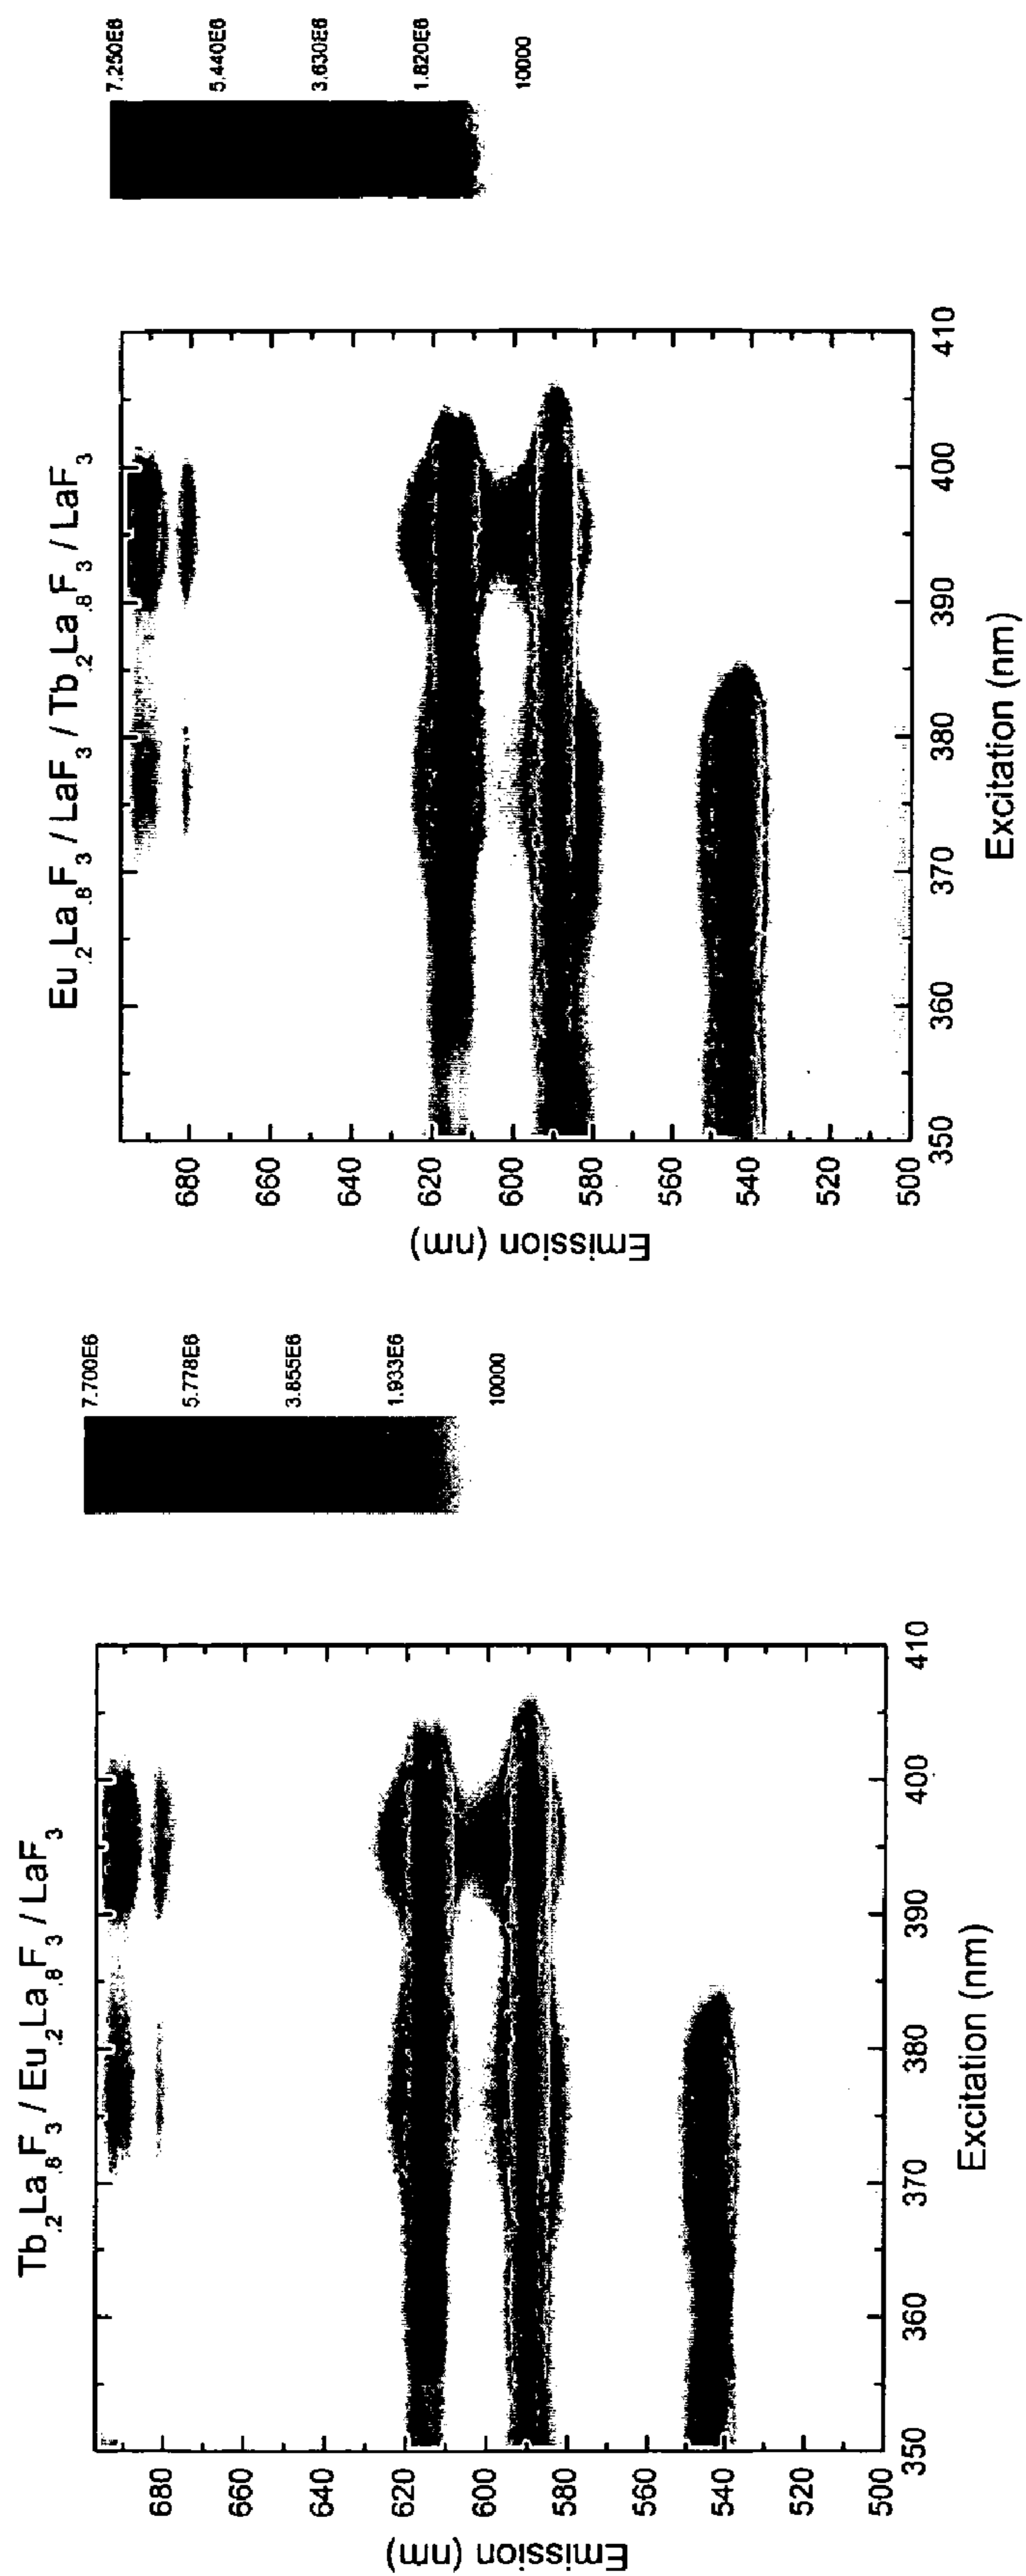 Tb.2La.8F3 / Eu.2La.8F3 / LaF3
7.700E6
5.778E6
3.855E6
1.933E6
10000
Emission (nm)
680
660
640
620
600
580
560
540
520
500
350
360
370
380
390
400
410
Excitation (nm)
Eu.2La.8F3 / LaF3 / Tb.2La.8F3 / LaF3
7.260E6
5.440E6
3.630E6
1.820E6
10000
Emission (nm)
680
660
640
620
600
580
560
540
520
500
350
360
370
380
390
400
410
Excitation (nm)